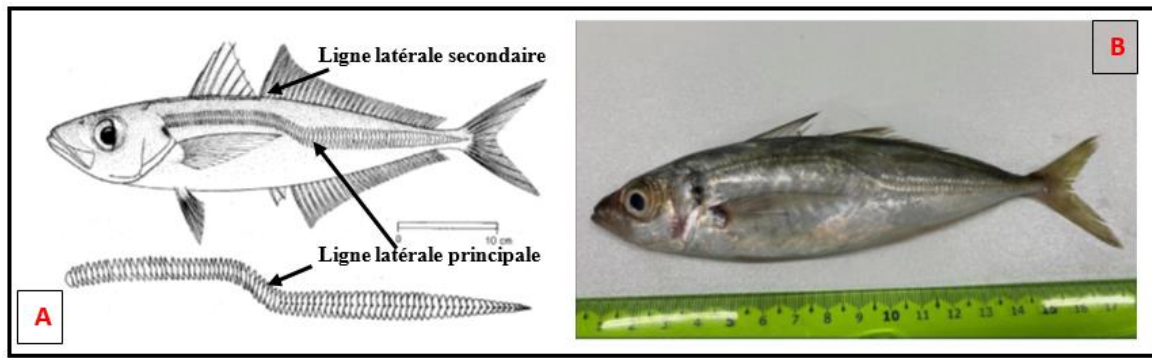 Ligne latérale secondaire
0 10 cm
Ligne latérale principale
A
B
1 2 3 4 5 6 7 8 9 10 11 12 13 14 15 16 17